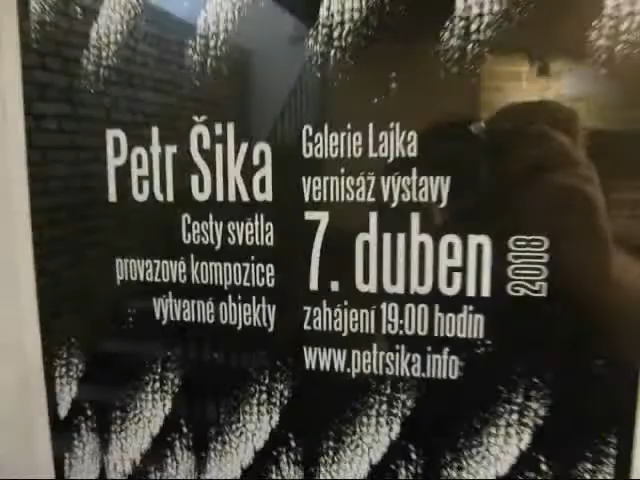 Petr Šika
Cesty světla
provazové kompozice
výtvarné objekty
Galerie Lajka
vernisáž výstavy
7. duben 2018
zahájení 19:00 hodin
www.petrsika.info